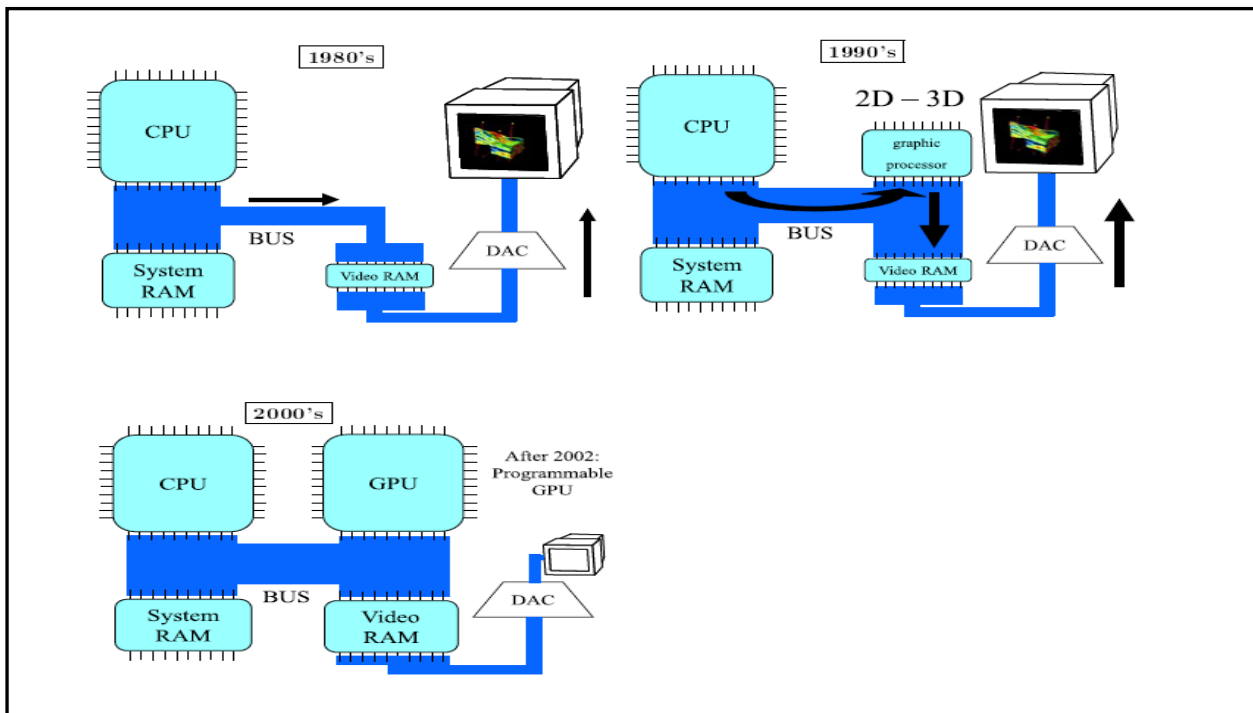 1980's
CPU
BUS
System
RAM
Video RAM
DAC
1990's
2D – 3D
CPU
graphic
processor
BUS
System
RAM
Video RAM
DAC
2000's
CPU
GPU
After 2002:
Programmable
GPU
BUS
System
RAM
Video
RAM
DAC